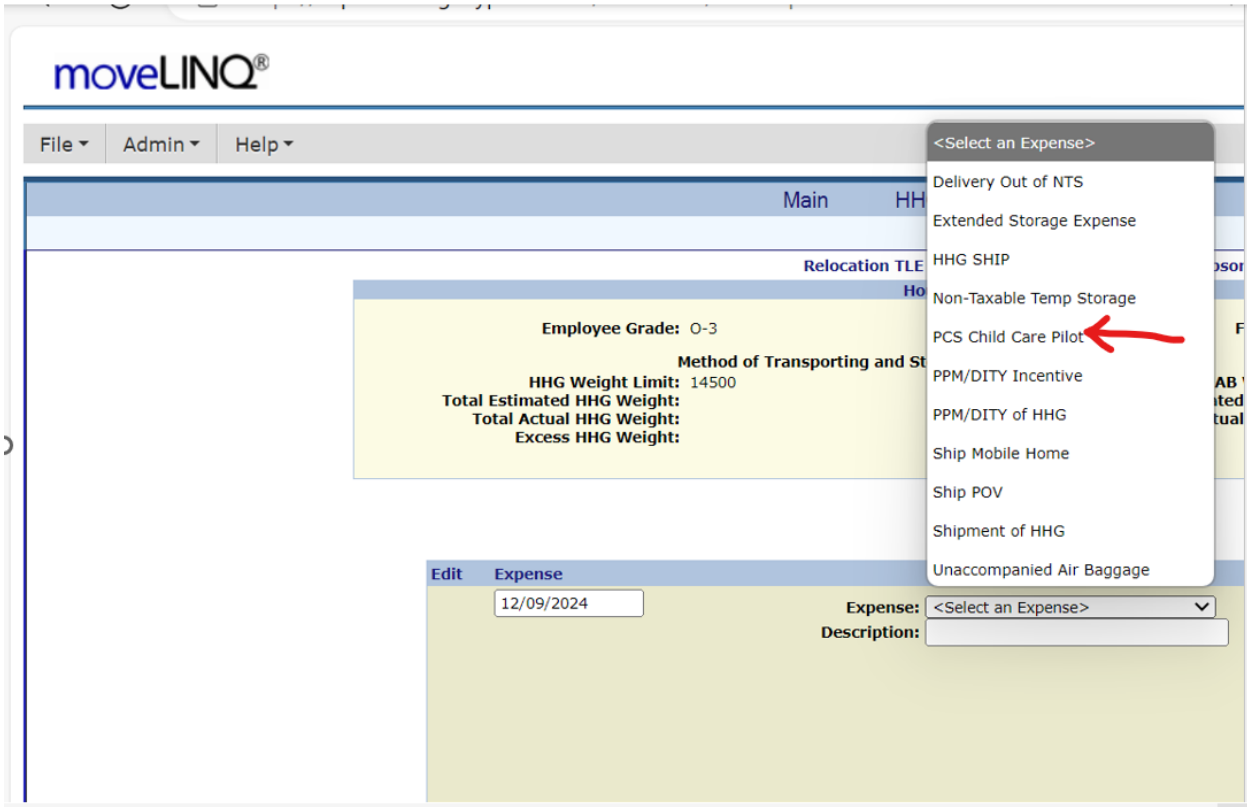 moveLINQ®
File Admin Help
Main
Relocation TLE
Employee Grade: O-3
Method of Transporting and
HHG Weight Limit: 14500
Total Estimated HHG Weight:
Total Actual HHG Weight:
Excess HHG Weight:
<Select an Expense>
Delivery Out of NTS
Extended Storage Expense
HHG SHIP
Non-Taxable Temp Storage
PCS Child Care Pilot
PPM/DITY Incentive
PPM/DITY of HHG
Ship Mobile Home
Ship POV
Shipment of HHG
Unaccompanied Air Baggage
Edit Expense
12/09/2024 Expense: <Select an Expense>
Description: